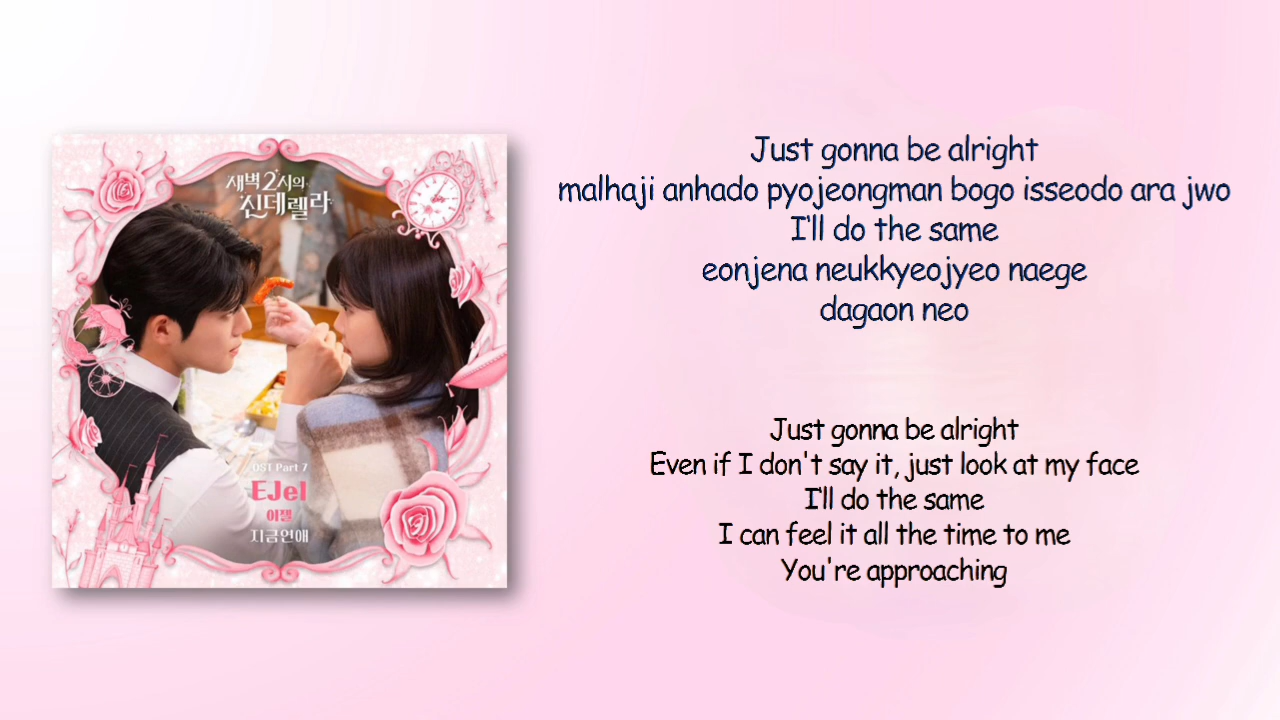 새벽 2시의
신데렐라
OST Part 7
EJel
이젤
지금연애
Just gonna be alright
malhaji anhado pyojeongman bogo isseodo ara jwo
I'll do the same
eonjena neukkyeojyeo naege
dagaon neo
Just gonna be alright
Even if I don't say it, just look at my face
I'll do the same
I can feel it all the time to me
You're approaching